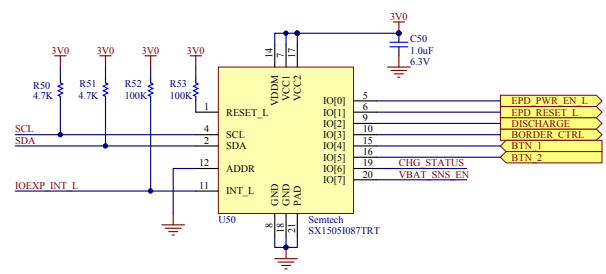 3V0
C50
1.0uF
6.3V
3V0 3V0 3V0 3V0
R50 4.7K
R51 4.7K
R52 100K
R53 100K
14 7 17
VDDM VCC1 VCC2
1 RESET_L
SCL 4 SCL
SDA 2 SDA
12 ADDR
IOEXP_INT_L 11 INT_L
IO[0] 5 EPD_PWR_EN_L
IO[1] 6 EPD_RESET_L
IO[2] 9 DISCHARGE
IO[3] 10 BORDER_CTRL
IO[4] 15 BTN_1
IO[5] 16 BTN_2
IO[6] 19 CHG_STATUS
IO[7] 20 VBAT_SNS_EN
GND GND PAD
8 18 21
U50
Semtech
SX1505I087TRT